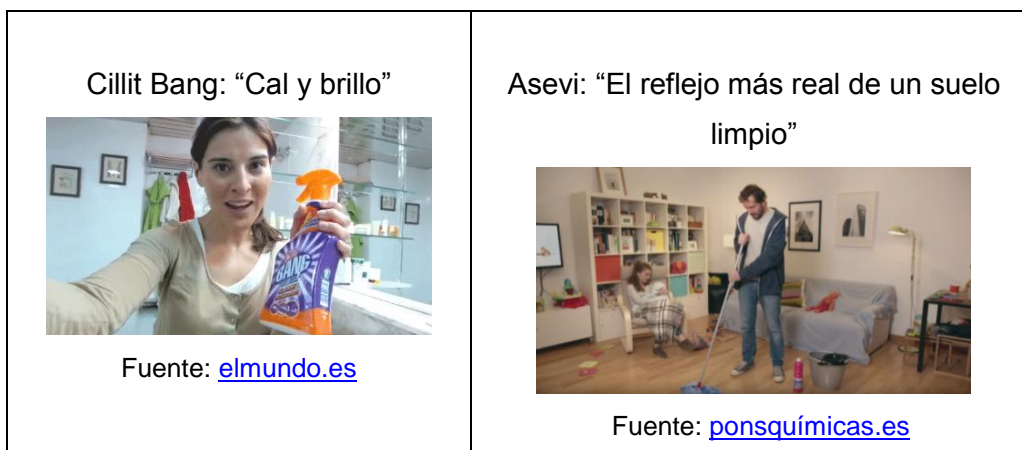 Cillit Bang: “Cal y brillo”
BANG
Fuente: elmundo.es
Asevi: “El reflejo más real de un suelo
limpio”
Fuente: ponsquímicas.es